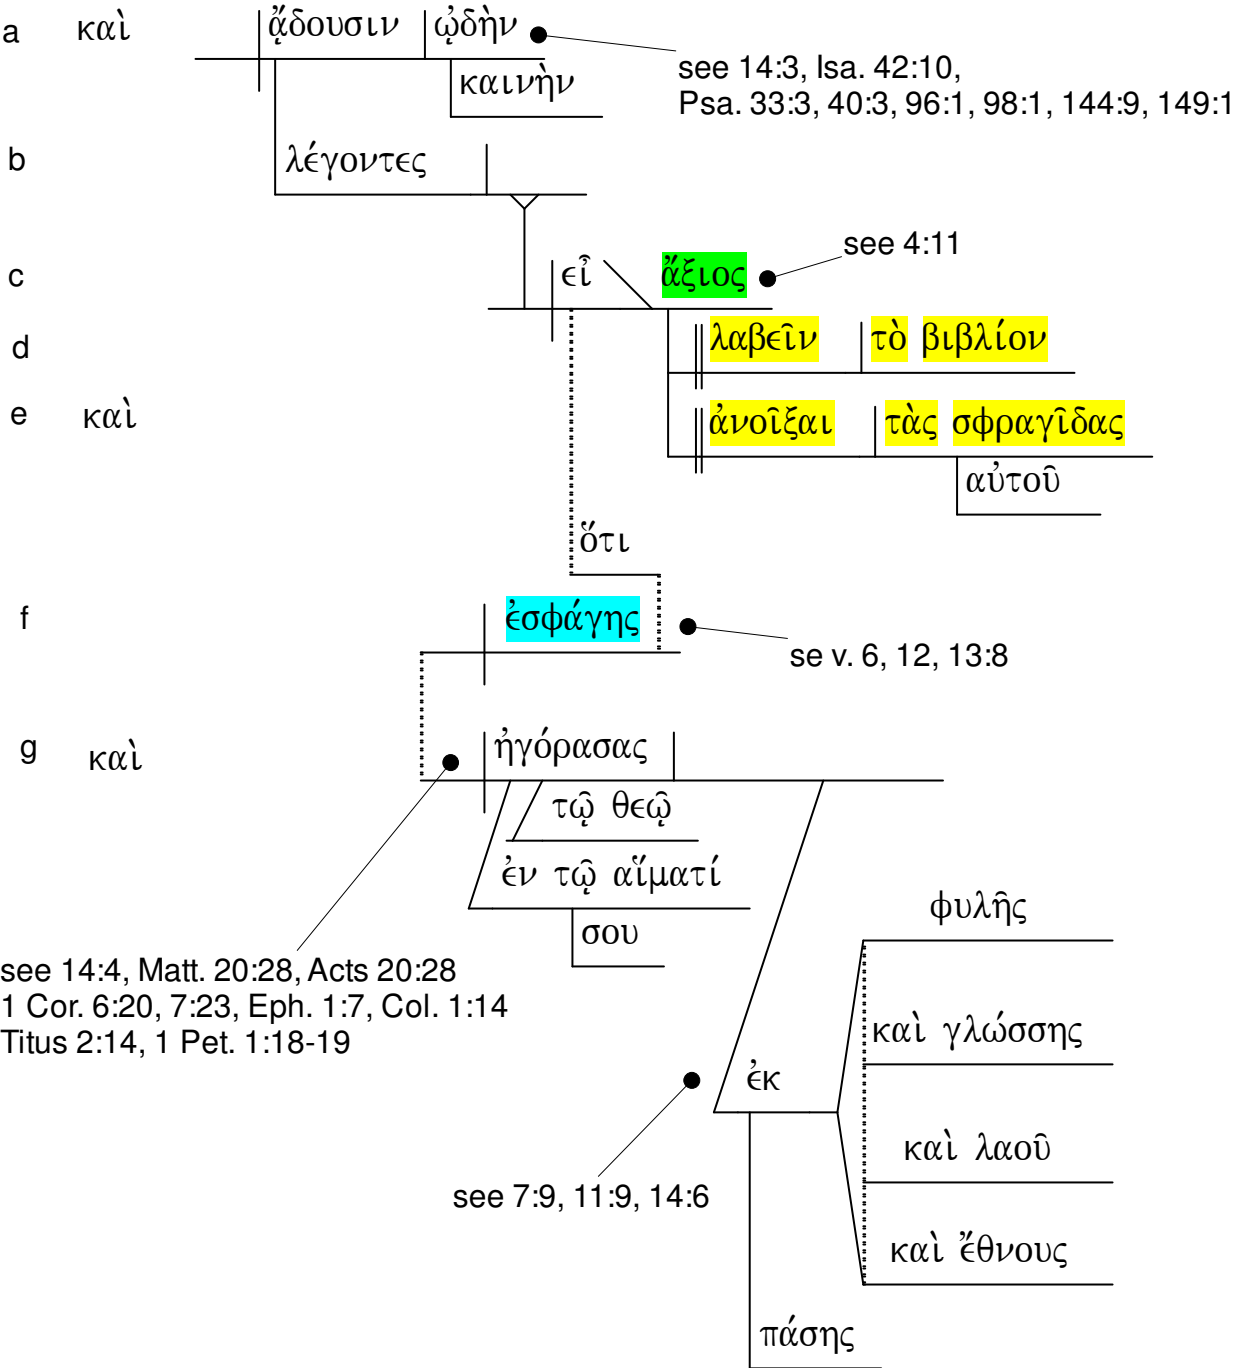 a καὶ ᾄδουσιν ᾠδὴν
see 14:3, Isa. 42:10,
καινὴν
Psa. 33:3, 40:3, 96:1, 98:1, 144:9, 149:1
b λέγοντες
see 4:11
c εἶ ἄξιος
d λαβεῖν τὸ βιβλίον
e καὶ ἀνοῖξαι τὰς σφραγῖδας
αὐτοῦ
ὅτι
f ἐσφάγης
se v. 6, 12, 13:8
g καὶ ἠγόρασας
τῷ θεῷ
ἐν τῷ αἵματί
σου
φυλῆς
see 14:4, Matt. 20:28, Acts 20:28
1 Cor. 6:20, 7:23, Eph. 1:7, Col. 1:14
Titus 2:14, 1 Pet. 1:18-19
καὶ γλώσσης
ἐκ
καὶ λαοῦ
see 7:9, 11:9, 14:6
καὶ ἔθνους
πάσης